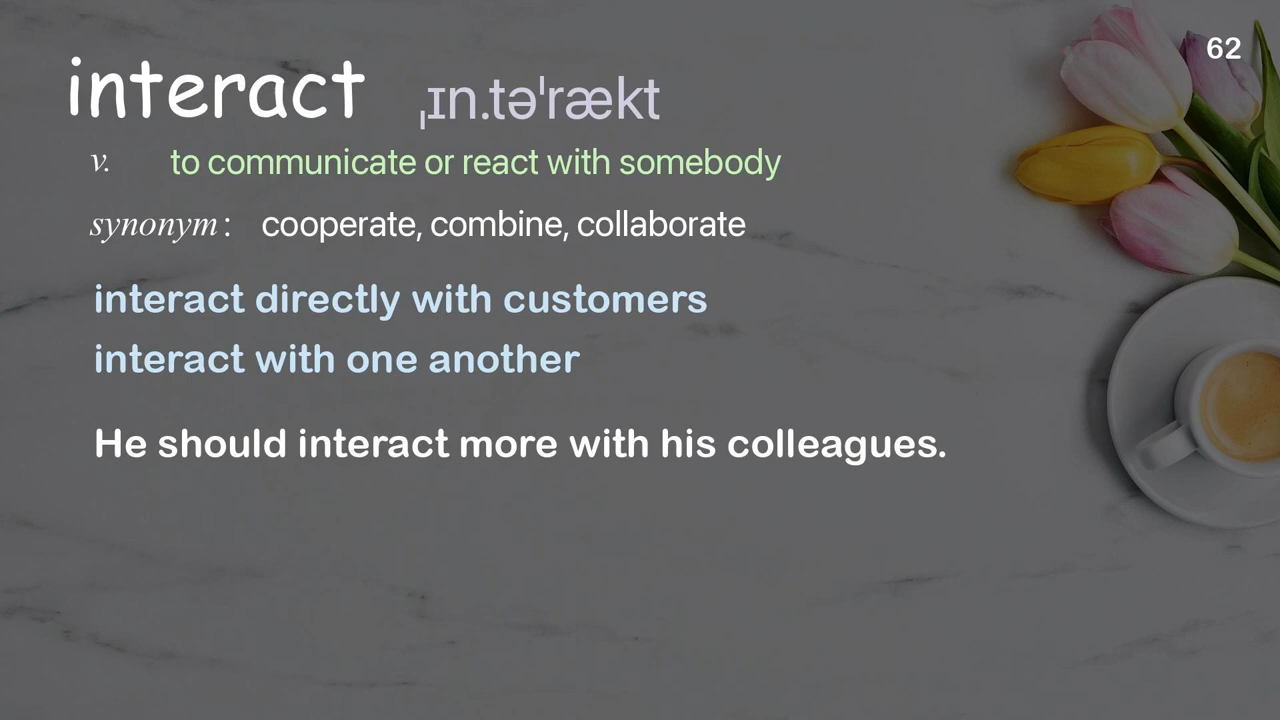 62
interact ˌɪn.təˈrækt
v. to communicate or react with somebody
synonym: cooperate, combine, collaborate
interact directly with customers
interact with one another
He should interact more with his colleagues.